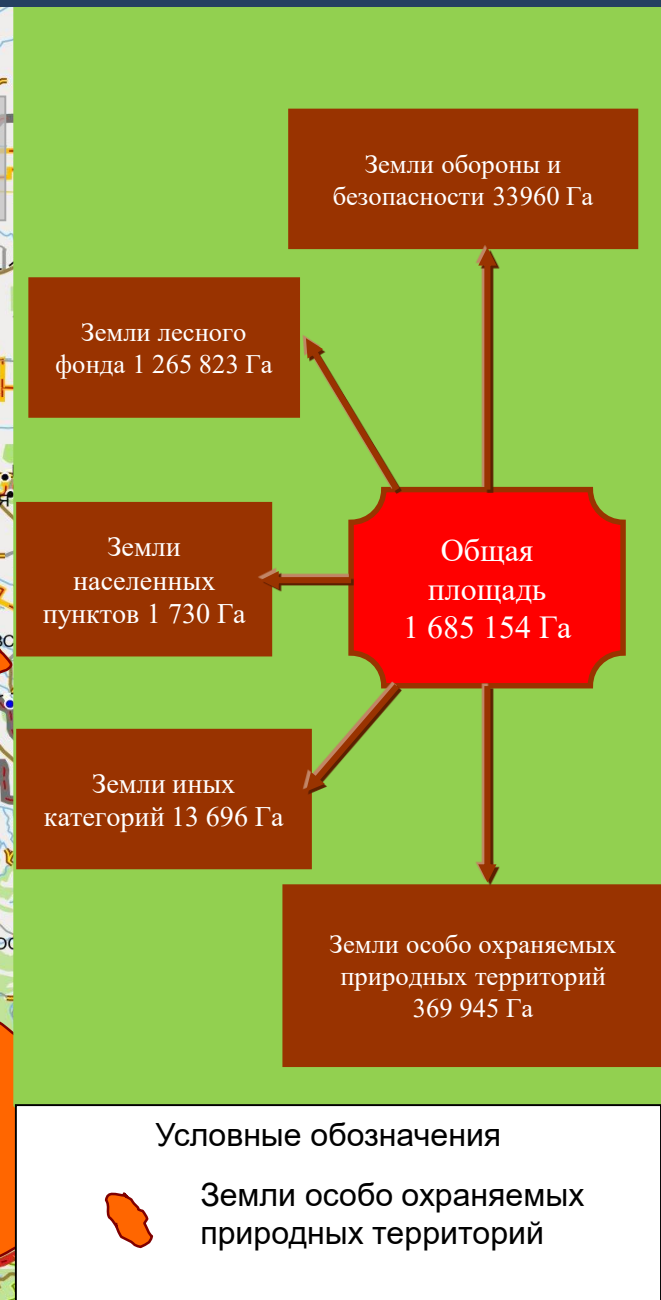 Земли обороны и
безопасности 33960 Га
Земли лесного
фонда 1 265 823 Га
Земли
населенных
пунктов 1 730 Га
Общая
площадь
1 685 154 Га
Земли иных
категорий 13 696 Га
Земли особо охраняемых
природных территорий
369 945 Га
Условные обозначения
Земли особо охраняемых
природных территорий